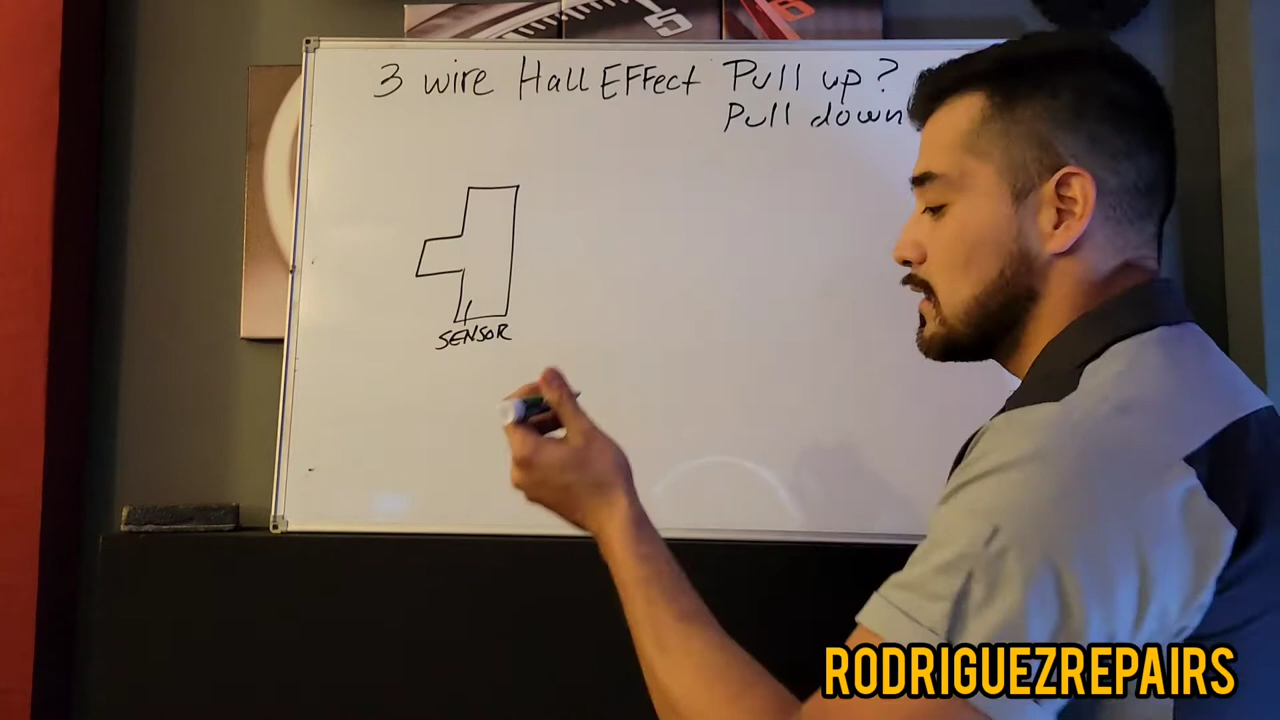 3 wire Hall EFFect Pull up?
Pull down
SENSOR
RODRIGUEZREPAIRS